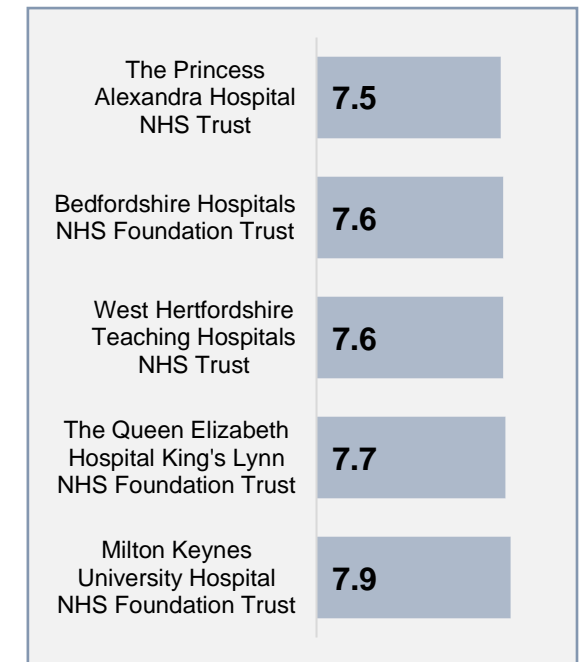 The Princess
Alexandra Hospital
NHS Trust
7.5
Bedfordshire Hospitals
NHS Foundation Trust
7.6
West Hertfordshire
Teaching Hospitals
NHS Trust
7.6
The Queen Elizabeth
Hospital King's Lynn
NHS Foundation Trust
7.7
Milton Keynes
University Hospital
NHS Foundation Trust
7.9